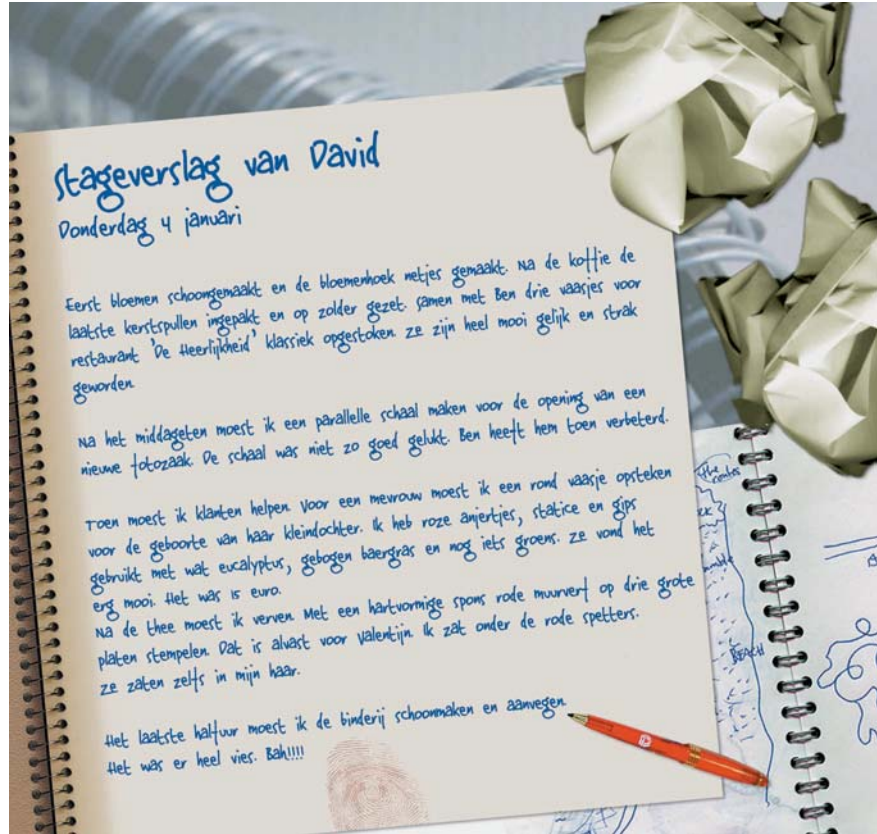 Stageverslag van David
Donderdag 4 januari
Eerst bloemen schoongemaakt en de bloemenhoek netjes gemaakt. Na de koffie de
laatste kerstspullen ingepakt en op zolder gezet. Samen met Ben drie vaasjes voor
restaurant 'De Heerlijkheid' klassiek opgestoken. Ze zijn heel mooi gelijk en strak
geworden.
Na het middageten moest ik een parallelle schaal maken voor de opening van een
nieuwe fotozaak. De schaal was niet zo goed gelukt. Ben heeft hem toen verbeterd.
Toen moest ik klanten helpen. Voor een mevrouw moest ik een rond vaasje opsteken
voor de geboorte van haar kleindochter. Ik heb roze anjertjes, statice en gips
gebruikt met wat eucalyptus, gebogen baergras en nog iets groens. Ze vond het
erg mooi. Het was 15 euro.
Na de thee moest ik verven. Met een hartvormige spons rode muurverf op drie grote
platen stempelen. Dat is alvast voor Valentijn. Ik zat onder de rode spetters.
Ze zaten zelfs in mijn haar.
Het laatste halfuur moest ik de binderij schoonmaken en aanvegen.
Het was er heel vies. Bah!!!!
The
BEACH